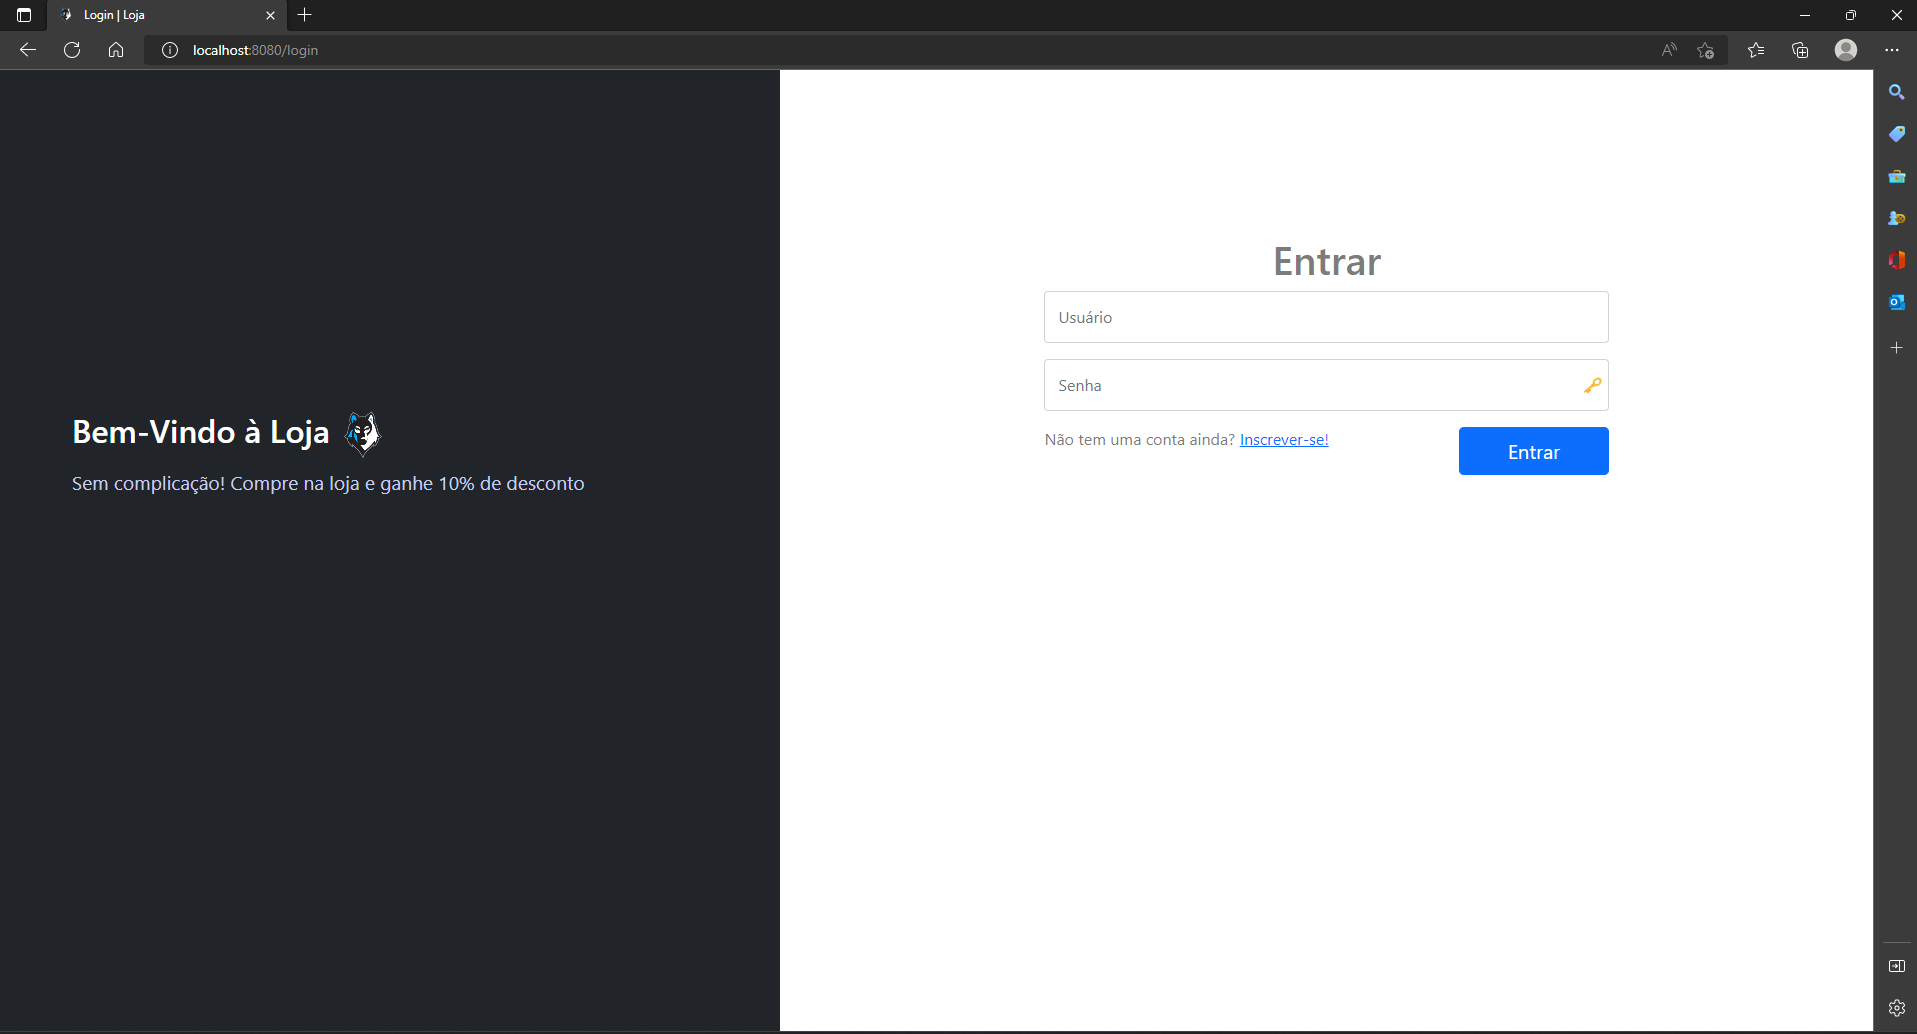 Login | Loja
localhost:8080/login
Bem-Vindo à Loja
Sem complicação! Compre na loja e ganhe 10% de desconto
Entrar
Usuário
Senha
Não tem uma conta ainda? Inscrever-se!
Entrar